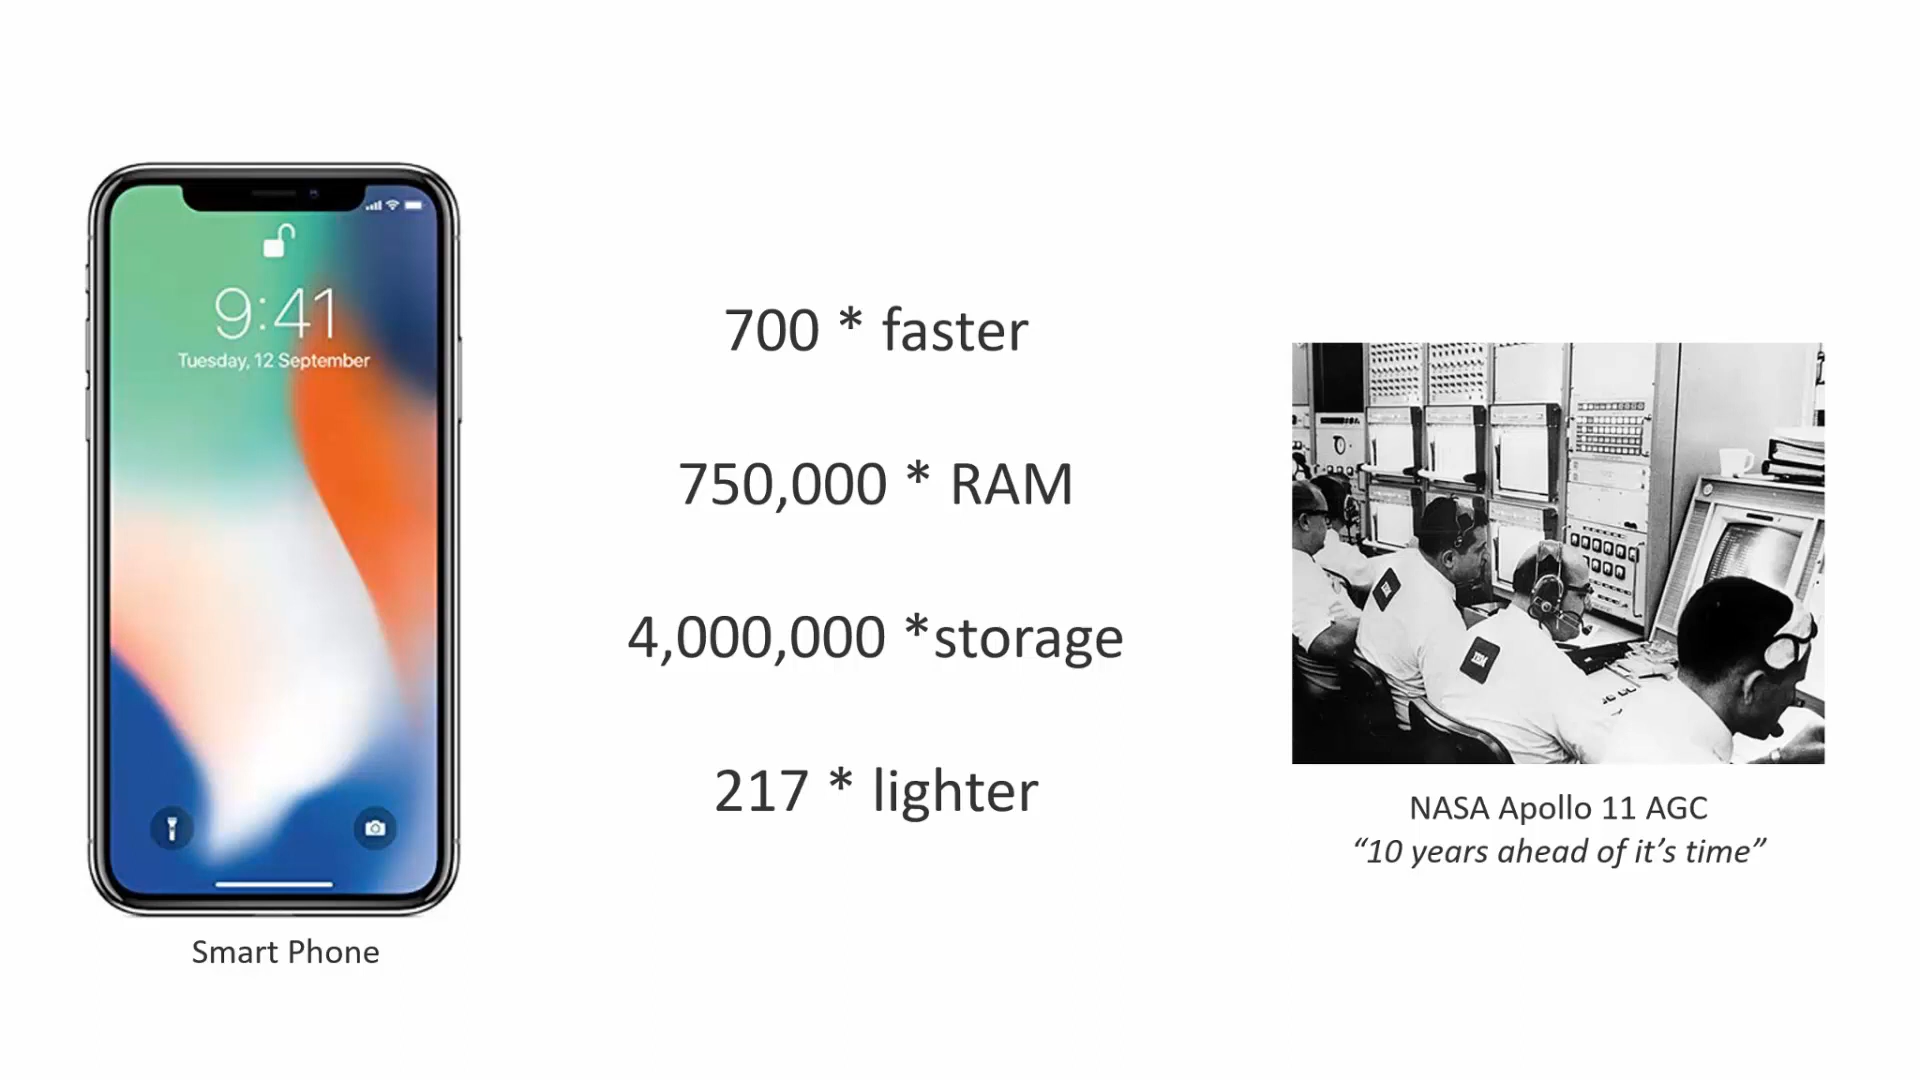 9:41
Tuesday, 12 September
Smart Phone
700 * faster
750,000 * RAM
4,000,000 *storage
217 * lighter
IBM
NASA Apollo 11 AGC
“10 years ahead of it’s time”